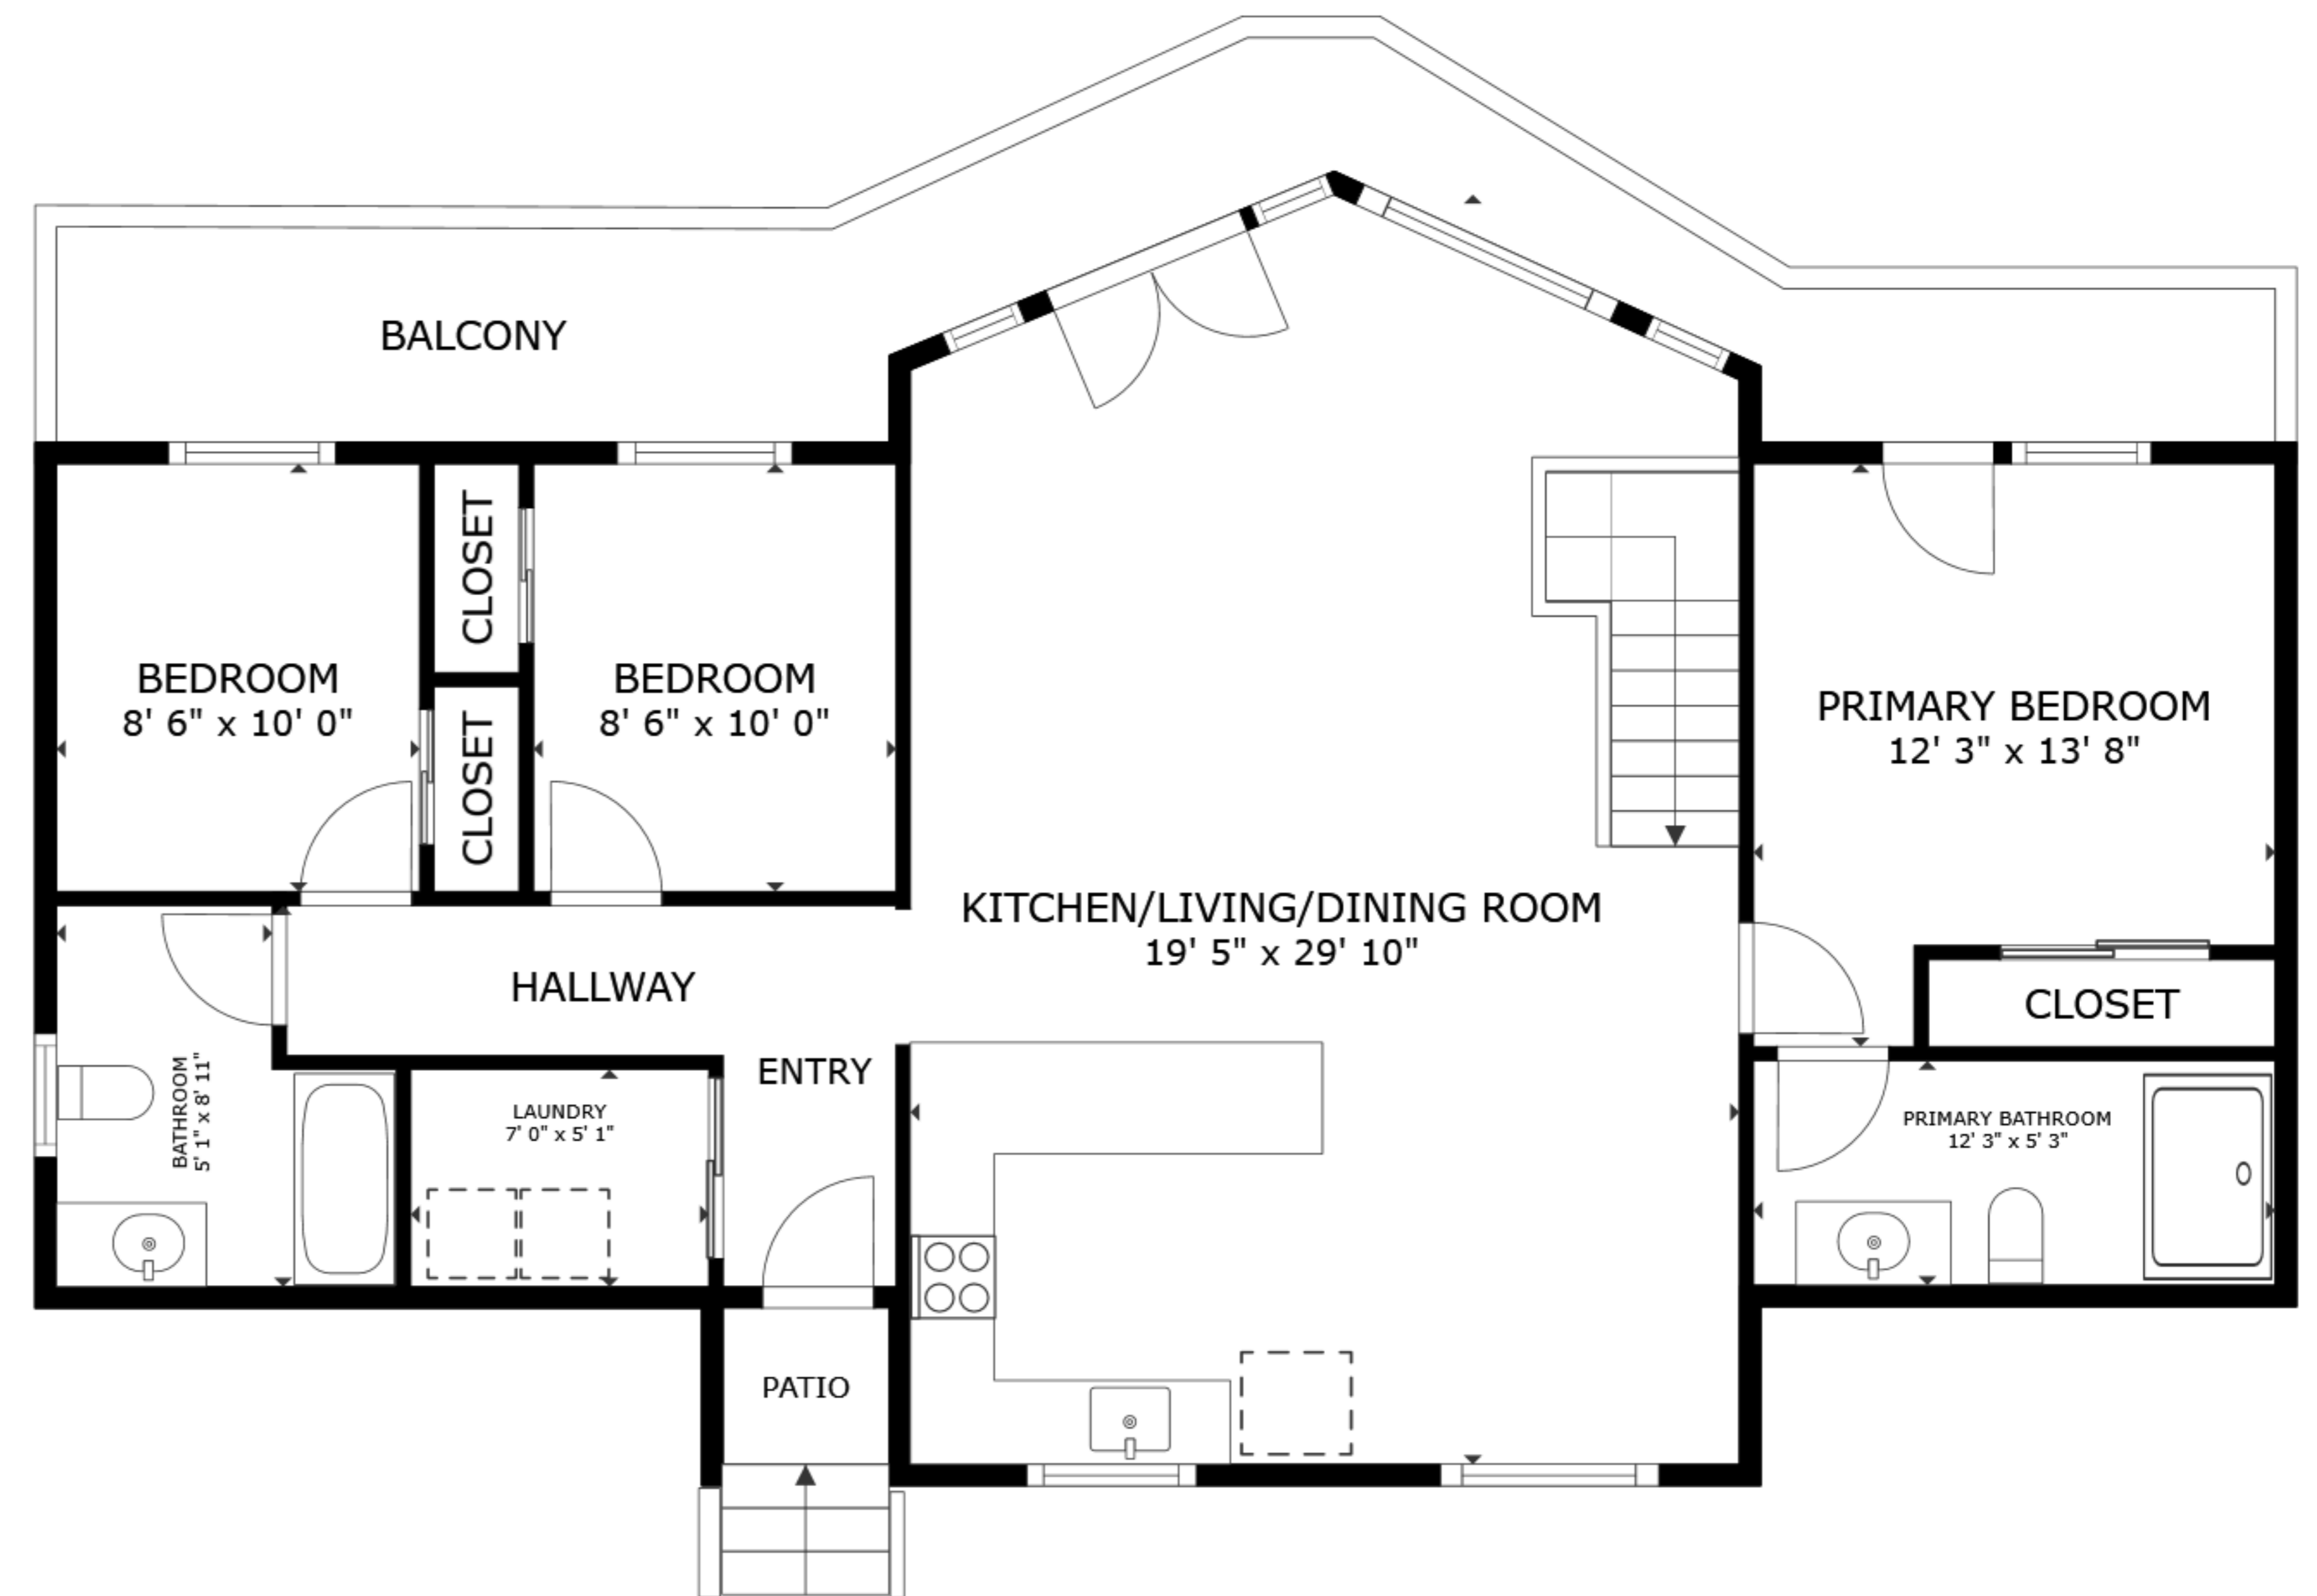 BALCONY
CLOSET
BEDROOM
8' 6" x 10' 0"
BEDROOM
8' 6" x 10' 0"
PRIMARY BEDROOM
12' 3" x 13' 8"
CLOSET
KITCHEN/LIVING/DINING ROOM
19' 5" x 29' 10"
HALLWAY
CLOSET
ENTRY
BATHROOM
5' 1" x 8' 11"
LAUNDRY
7' 0" x 5' 1"
PRIMARY BATHROOM
12' 3" x 5' 3"
PATIO